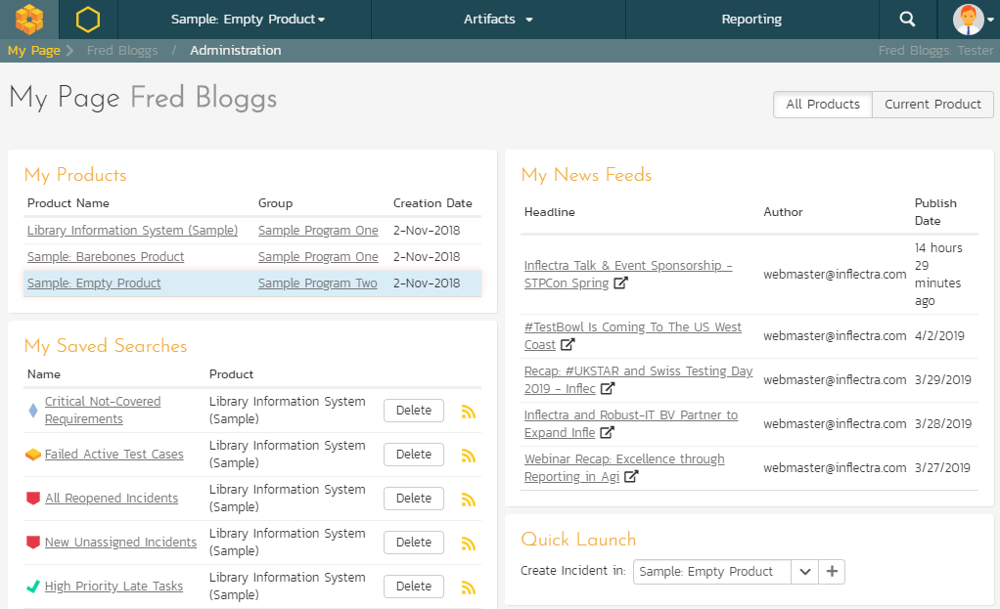 Sample: Empty Product
Artifacts
Reporting
My Page
Fred Bloggs
/
Administration
Fred Bloggs: Tester
My Page Fred Bloggs
All Products
Current Product
My Products
Product Name
Group
Creation Date
Library Information System (Sample)
Sample Program One
2-Nov-2018
Sample: Barebones Product
Sample Program One
2-Nov-2018
Sample: Empty Product
Sample Program Two
2-Nov-2018
My Saved Searches
Name
Product
Critical Not-Covered
Requirements
Library Information System
(Sample)
Delete
Failed Active Test Cases
Library Information System
(Sample)
Delete
All Reopened Incidents
Library Information System
(Sample)
Delete
New Unassigned Incidents
Library Information System
(Sample)
Delete
High Priority Late Tasks
Library Information System
(Sample)
Delete
My News Feeds
Headline
Author
Publish
Date
Inflectra Talk & Event Sponsorship -
STPCon Spring
webmaster@inflectra.com
14 hours
29
minutes
ago
#TestBowl Is Coming To The US West
Coast
webmaster@inflectra.com
4/2/2019
Recap: #UKSTAR and Swiss Testing Day
2019 - Inflec
webmaster@inflectra.com
3/29/2019
Inflectra and Robust-IT BV Partner to
Expand Infle
webmaster@inflectra.com
3/28/2019
Webinar Recap: Excellence through
Reporting in Agi
webmaster@inflectra.com
3/27/2019
Quick Launch
Create Incident in:
Sample: Empty Product